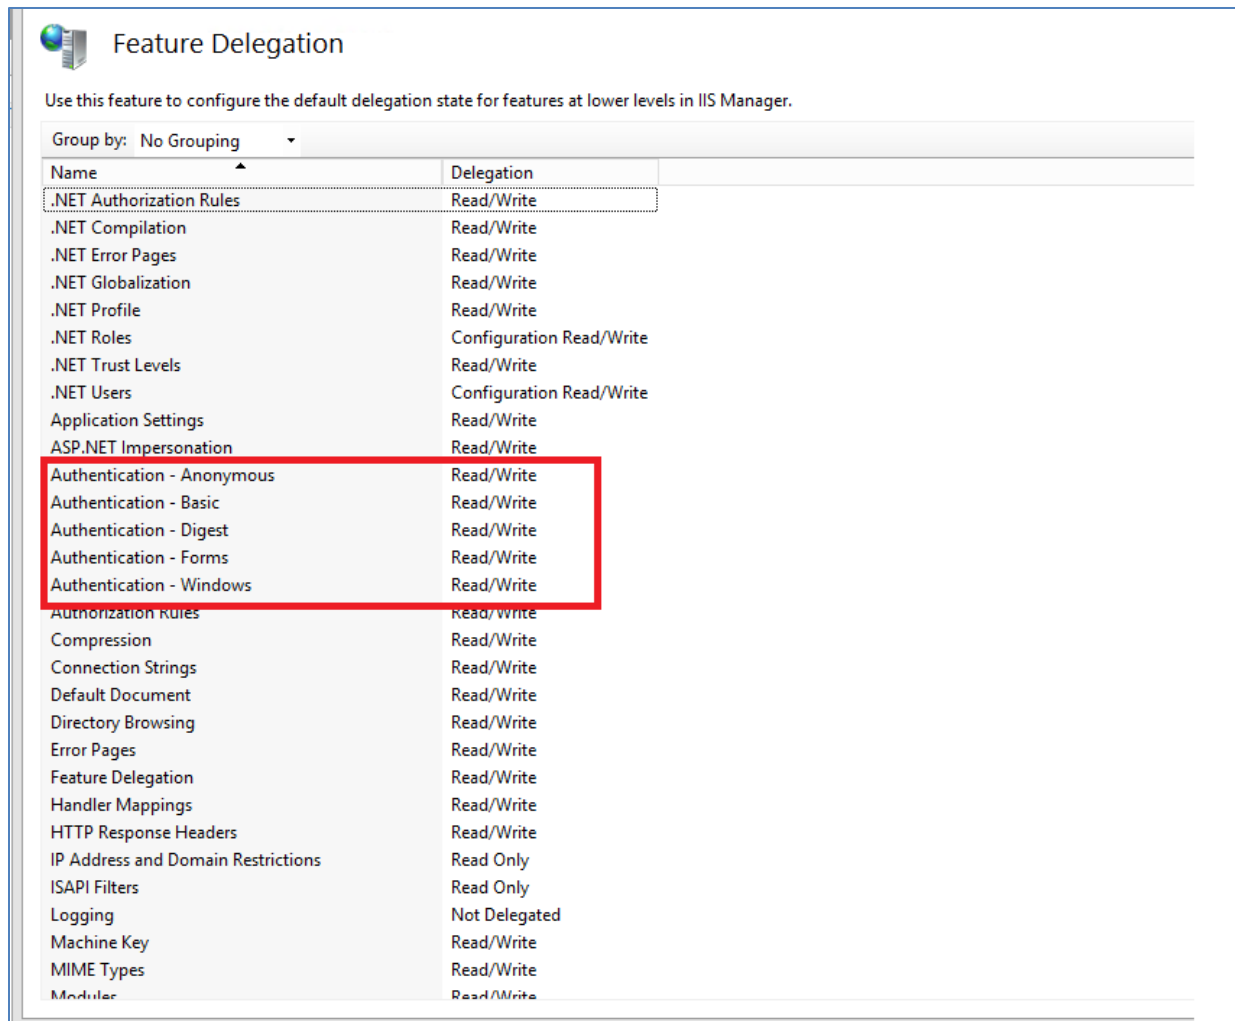 Feature Delegation
Use this feature to configure the default delegation state for features at lower levels in IIS Manager.
Group by: No Grouping
Name Delegation
.NET Authorization Rules Read/Write
.NET Compilation Read/Write
.NET Error Pages Read/Write
.NET Globalization Read/Write
.NET Profile Read/Write
.NET Roles Configuration Read/Write
.NET Trust Levels Read/Write
.NET Users Configuration Read/Write
Application Settings Read/Write
ASP.NET Impersonation Read/Write
Authentication - Anonymous Read/Write
Authentication - Basic Read/Write
Authentication - Digest Read/Write
Authentication - Forms Read/Write
Authentication - Windows Read/Write
Authorization Rules Read/Write
Compression Read/Write
Connection Strings Read/Write
Default Document Read/Write
Directory Browsing Read/Write
Error Pages Read/Write
Feature Delegation Read/Write
Handler Mappings Read/Write
HTTP Response Headers Read/Write
IP Address and Domain Restrictions Read Only
ISAPI Filters Read Only
Logging Not Delegated
Machine Key Read/Write
MIME Types Read/Write
Modules Read/Write